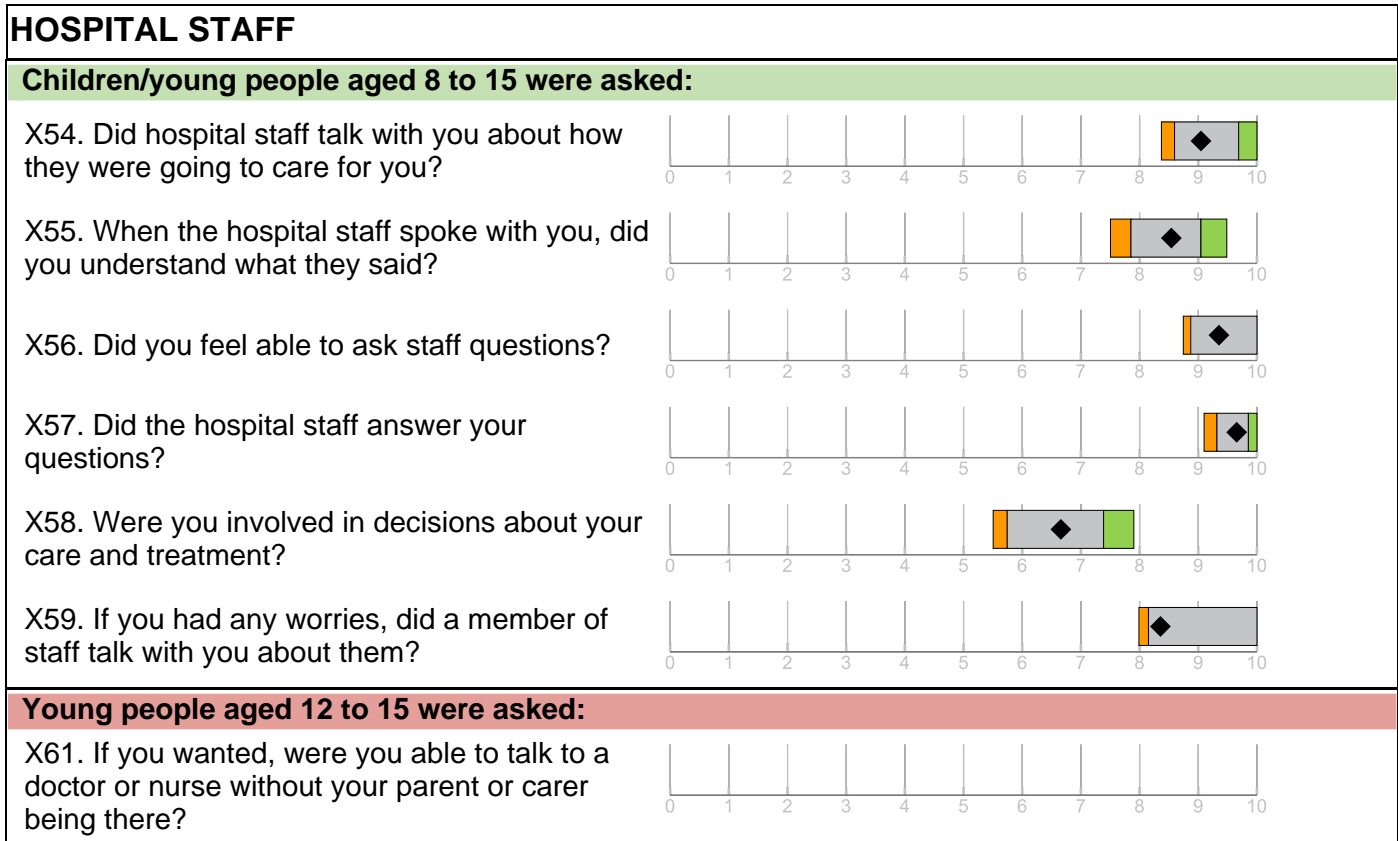 HOSPITAL STAFF
Children/young people aged 8 to 15 were asked:
X54. Did hospital staff talk with you about how
they were going to care for you?
0 1 2 3 4 5 6 7 8 9 10
X55. When the hospital staff spoke with you, did
you understand what they said?
0 1 2 3 4 5 6 7 8 9 10
X56. Did you feel able to ask staff questions?
0 1 2 3 4 5 6 7 8 9 10
X57. Did the hospital staff answer your
questions?
0 1 2 3 4 5 6 7 8 9 10
X58. Were you involved in decisions about your
care and treatment?
0 1 2 3 4 5 6 7 8 9 10
X59. If you had any worries, did a member of
staff talk with you about them?
0 1 2 3 4 5 6 7 8 9 10
Young people aged 12 to 15 were asked:
X61. If you wanted, were you able to talk to a
doctor or nurse without your parent or carer
being there?
0 1 2 3 4 5 6 7 8 9 10